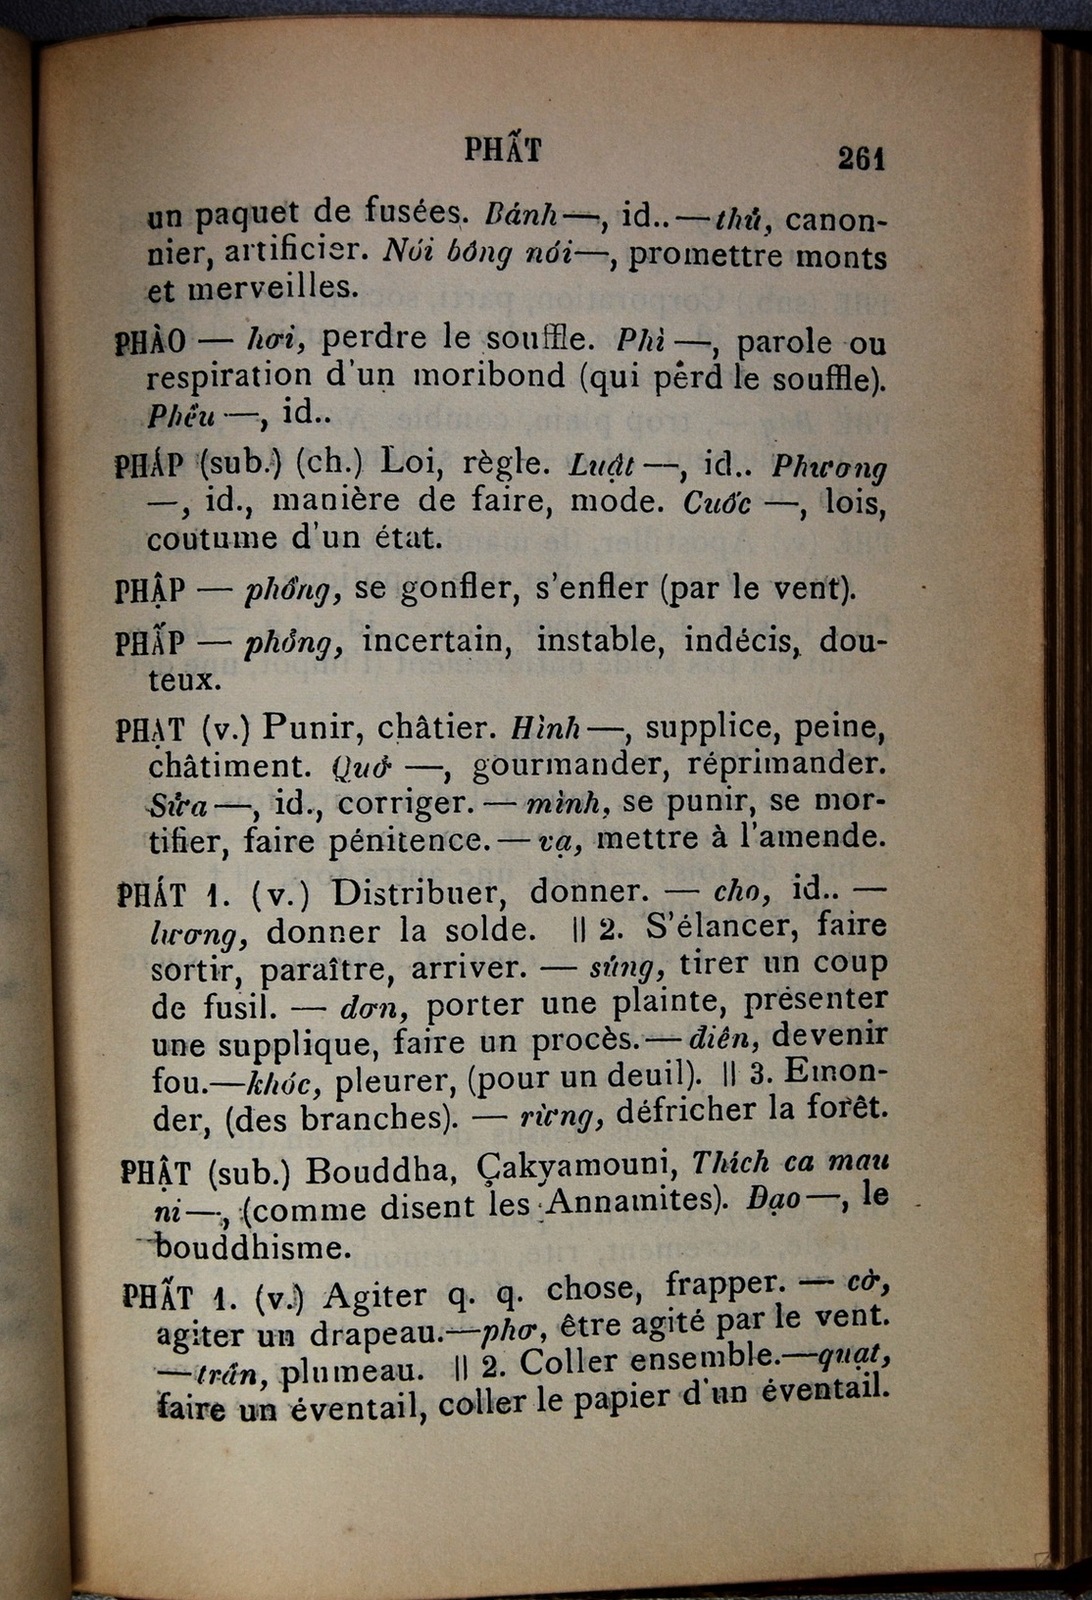 PHẤT
261
un paquet de fusées. Bánh—, id.. — thủ, canon-
nier, artificier. Nói bông nói—, promettre monts
et merveilles.
PHÀO — hơi, perdre le souffle. Phì —, parole ou
respiration d'un moribond (qui perd le souffle).
Phêu —, id..
PHÁP (sub.) (ch.) Loi, règle. Luật —, id.. Phương
—, id., manière de faire, mode. Cuốc —, lois,
coutume d'un état.
PHẬP — phồng, se gonfler, s'enfler (par le vent).
PHẤP — phỏng, incertain, instable, indécis, dou-
teux.
PHẠT (v.) Punir, châtier. Hình —, supplice, peine,
châtiment. Quở —, gourmander, réprimander.
Sửa —, id., corriger. — mình, se punir, se mor-
tifier, faire pénitence. — vạ, mettre à l'amende.
PHÁT 1. (v.) Distribuer, donner. — cho, id.. —
lương, donner la solde. || 2. S'élancer, faire
sortir, paraître, arriver. — súng, tirer un coup
de fusil. — dơn, porter une plainte, présenter
une supplique, faire un procès. — điên, devenir
fou. — khóc, pleurer, (pour un deuil). || 3. Emon-
der, (des branches). — rừng, défricher la forêt.
PHẬT (sub.) Bouddha, Çakyamouni, Thích ca mau
ni —, (comme disent les Annamites). Đạo —, le
bouddhisme.
PHẤT 1. (v.) Agiter q. q. chose, frapper. — cờ,
agiter un drapeau. — phơ, être agité par le vent.
— trần, plumeau. || 2. Coller ensemble. — quạt,
faire un éventail, coller le papier d'un éventail.